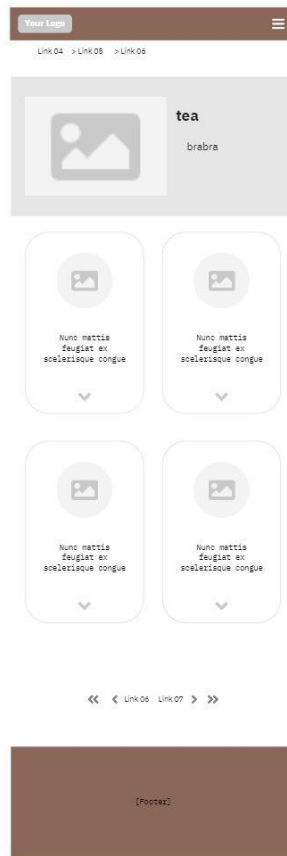 Your Logo
Link 04 > Link 05 > Link 06
tea
brabra
Nunc mattis
feugiat ex
scelerisque congue
Nunc mattis
feugiat ex
scelerisque congue
Nunc mattis
feugiat ex
scelerisque congue
Nunc mattis
feugiat ex
scelerisque congue
Link 06 Link 07
[Footer]